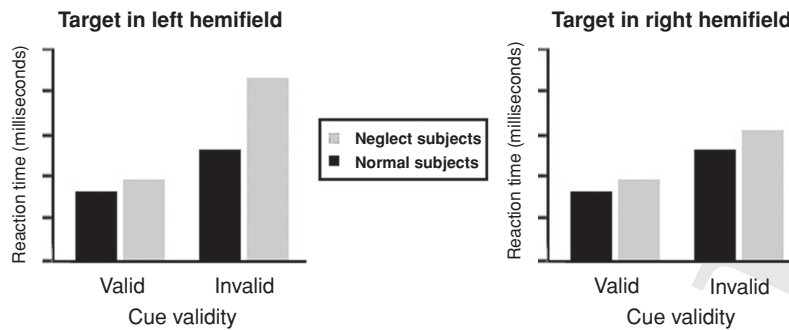 Target in left hemifield
Reaction time (milliseconds)
Valid
Invalid
Cue validity
Neglect subjects
Normal subjects
Target in right hemifield
Reaction time (milliseconds)
Valid
Invalid
Cue validity